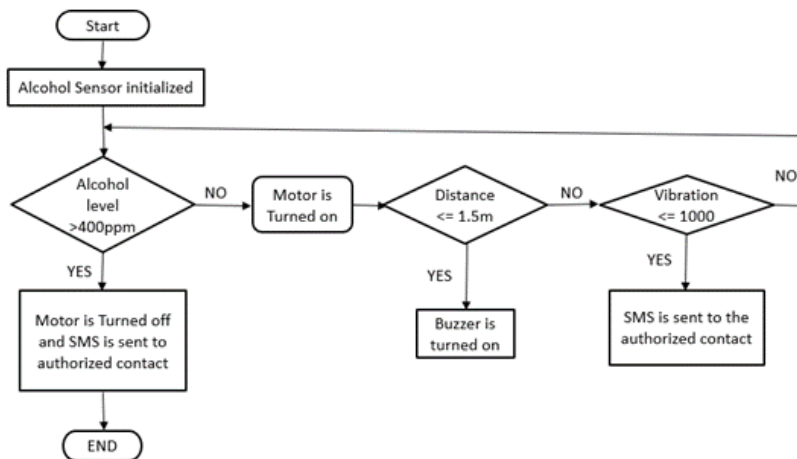 Start
Alcohol Sensor initialized
Alcohol
level
>400ppm
NO
Motor is
Turned on
Distance
<= 1.5m
NO
Vibration
<= 1000
NO
YES
YES
YES
Motor is Turned off
and SMS is sent to
authorized contact
Buzzer is
turned on
SMS is sent to the
authorized contact
END